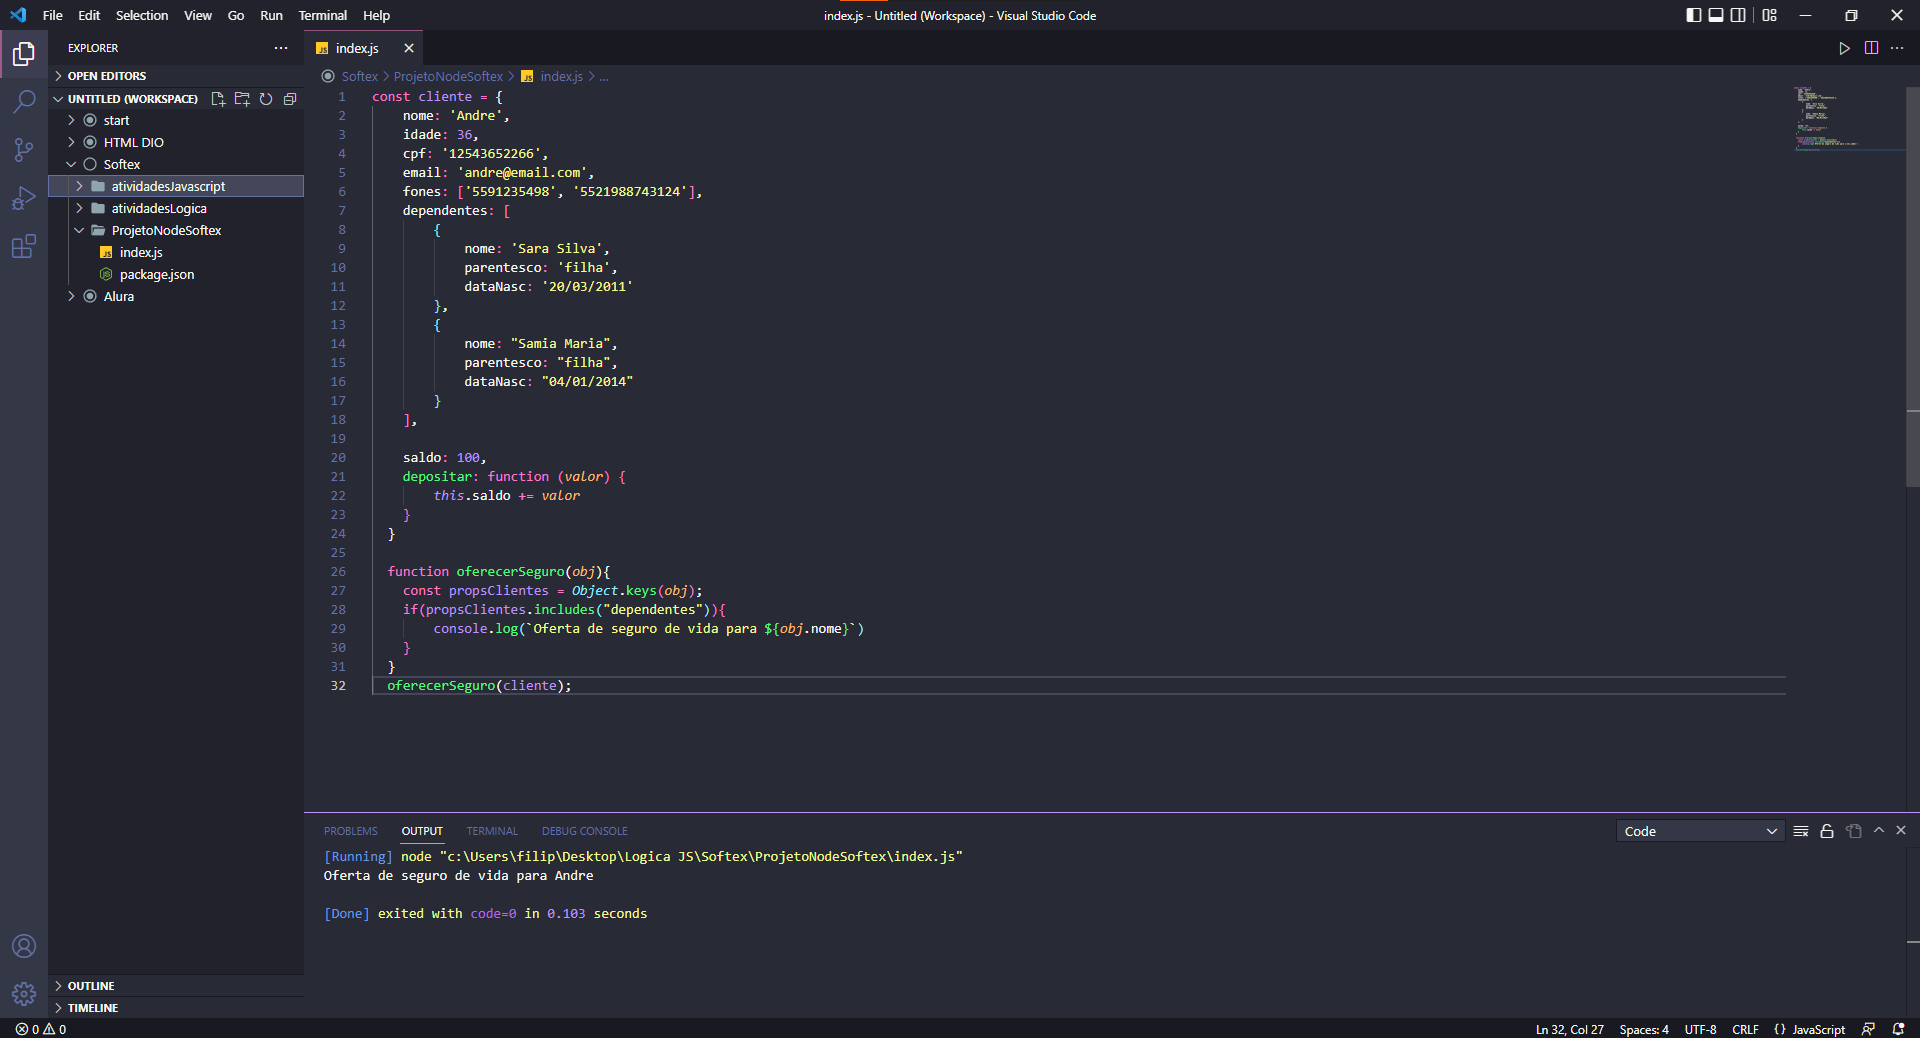 File Edit Selection View Go Run Terminal Help
index.js - Untitled (Workspace) - Visual Studio Code
EXPLORER
OPEN EDITORS
UNTITLED (WORKSPACE)
start
HTML DIO
Softex
atividadesJavascript
atividadesLogica
ProjetoNodeSoftex
JS index.js
package.json
Alura
OUTLINE
TIMELINE
JS index.js
Softex > ProjetoNodeSoftex > JS index.js > ...
1 const cliente = {
2 nome: 'Andre',
3 idade: 36,
4 cpf: '12543652266',
5 email: 'andre@email.com',
6 fones: ['5591235498', '5521988743124'],
7 dependentes: [
8 {
9 nome: 'Sara Silva',
10 parentesco: 'filha',
11 dataNasc: '20/03/2011'
12 },
13 {
14 nome: "Samia Maria",
15 parentesco: "filha",
16 dataNasc: "04/01/2014"
17 }
18 ],
19
20 saldo: 100,
21 depositar: function (valor) {
22 this.saldo += valor
23 }
24 }
25
26 function oferecerSeguro(obj){
27 const propsClientes = Object.keys(obj);
28 if(propsClientes.includes("dependentes")){
29 console.log(`Oferta de seguro de vida para ${obj.nome}`)
30 }
31 }
32 oferecerSeguro(cliente);
PROBLEMS OUTPUT TERMINAL DEBUG CONSOLE
Code
[Running] node "c:\Users\filip\Desktop\Logica JS\Softex\ProjetoNodeSoftex\index.js"
Oferta de seguro de vida para Andre
[Done] exited with code=0 in 0.103 seconds
0 0
Ln 32, Col 27 Spaces: 4 UTF-8 CRLF {} JavaScript